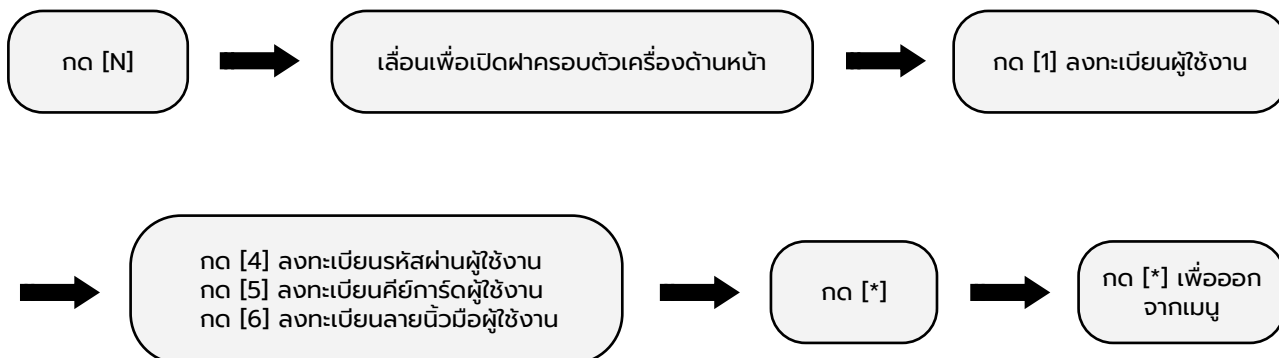 กด [N]
เลื่อนเพื่อเปิดฝาครอบตัวเครื่องด้านหน้า
กด [1] ลงทะเบียนผู้ใช้งาน
กด [4] ลงทะเบียนรหัสผ่านผู้ใช้งาน
กด [5] ลงทะเบียนคีย์การ์ดผู้ใช้งาน
กด [6] ลงทะเบียนลายนิ้วมือผู้ใช้งาน
กด [*]
กด [*] เพื่อออก
จากเมนู